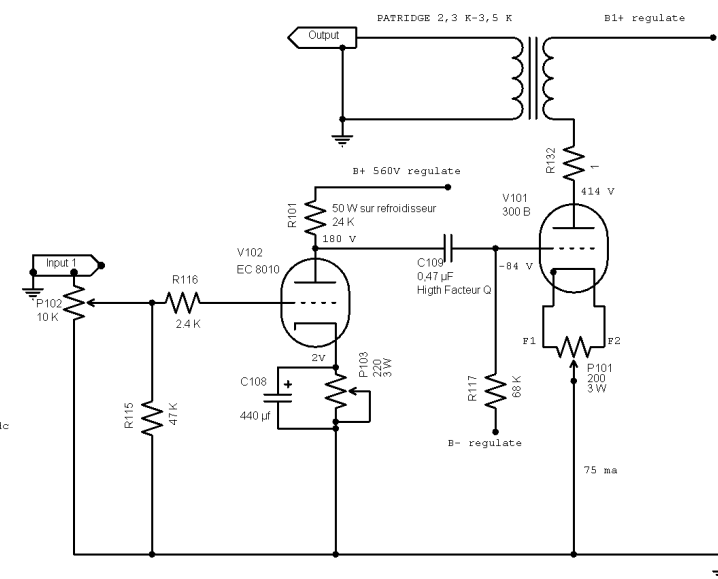 PATRIDGE 2,3 K-3,5 K
B1+ regulate
Output
B+ 560V regulate
R132
1
414 V
R101
50 W sur refroidisseur
24 K
180 V
V101
300 B
Input 1
V102
EC 8010
C109
0,47 µF
Higth Facteur Q
-84 V
R116
2.4 K
P102
10 K
2V
P103
220
3 W
F1
F2
P101
200
3 W
C108
+
440 µf
R115
47 K
R117
68 K
B- regulate
dc
75 ma